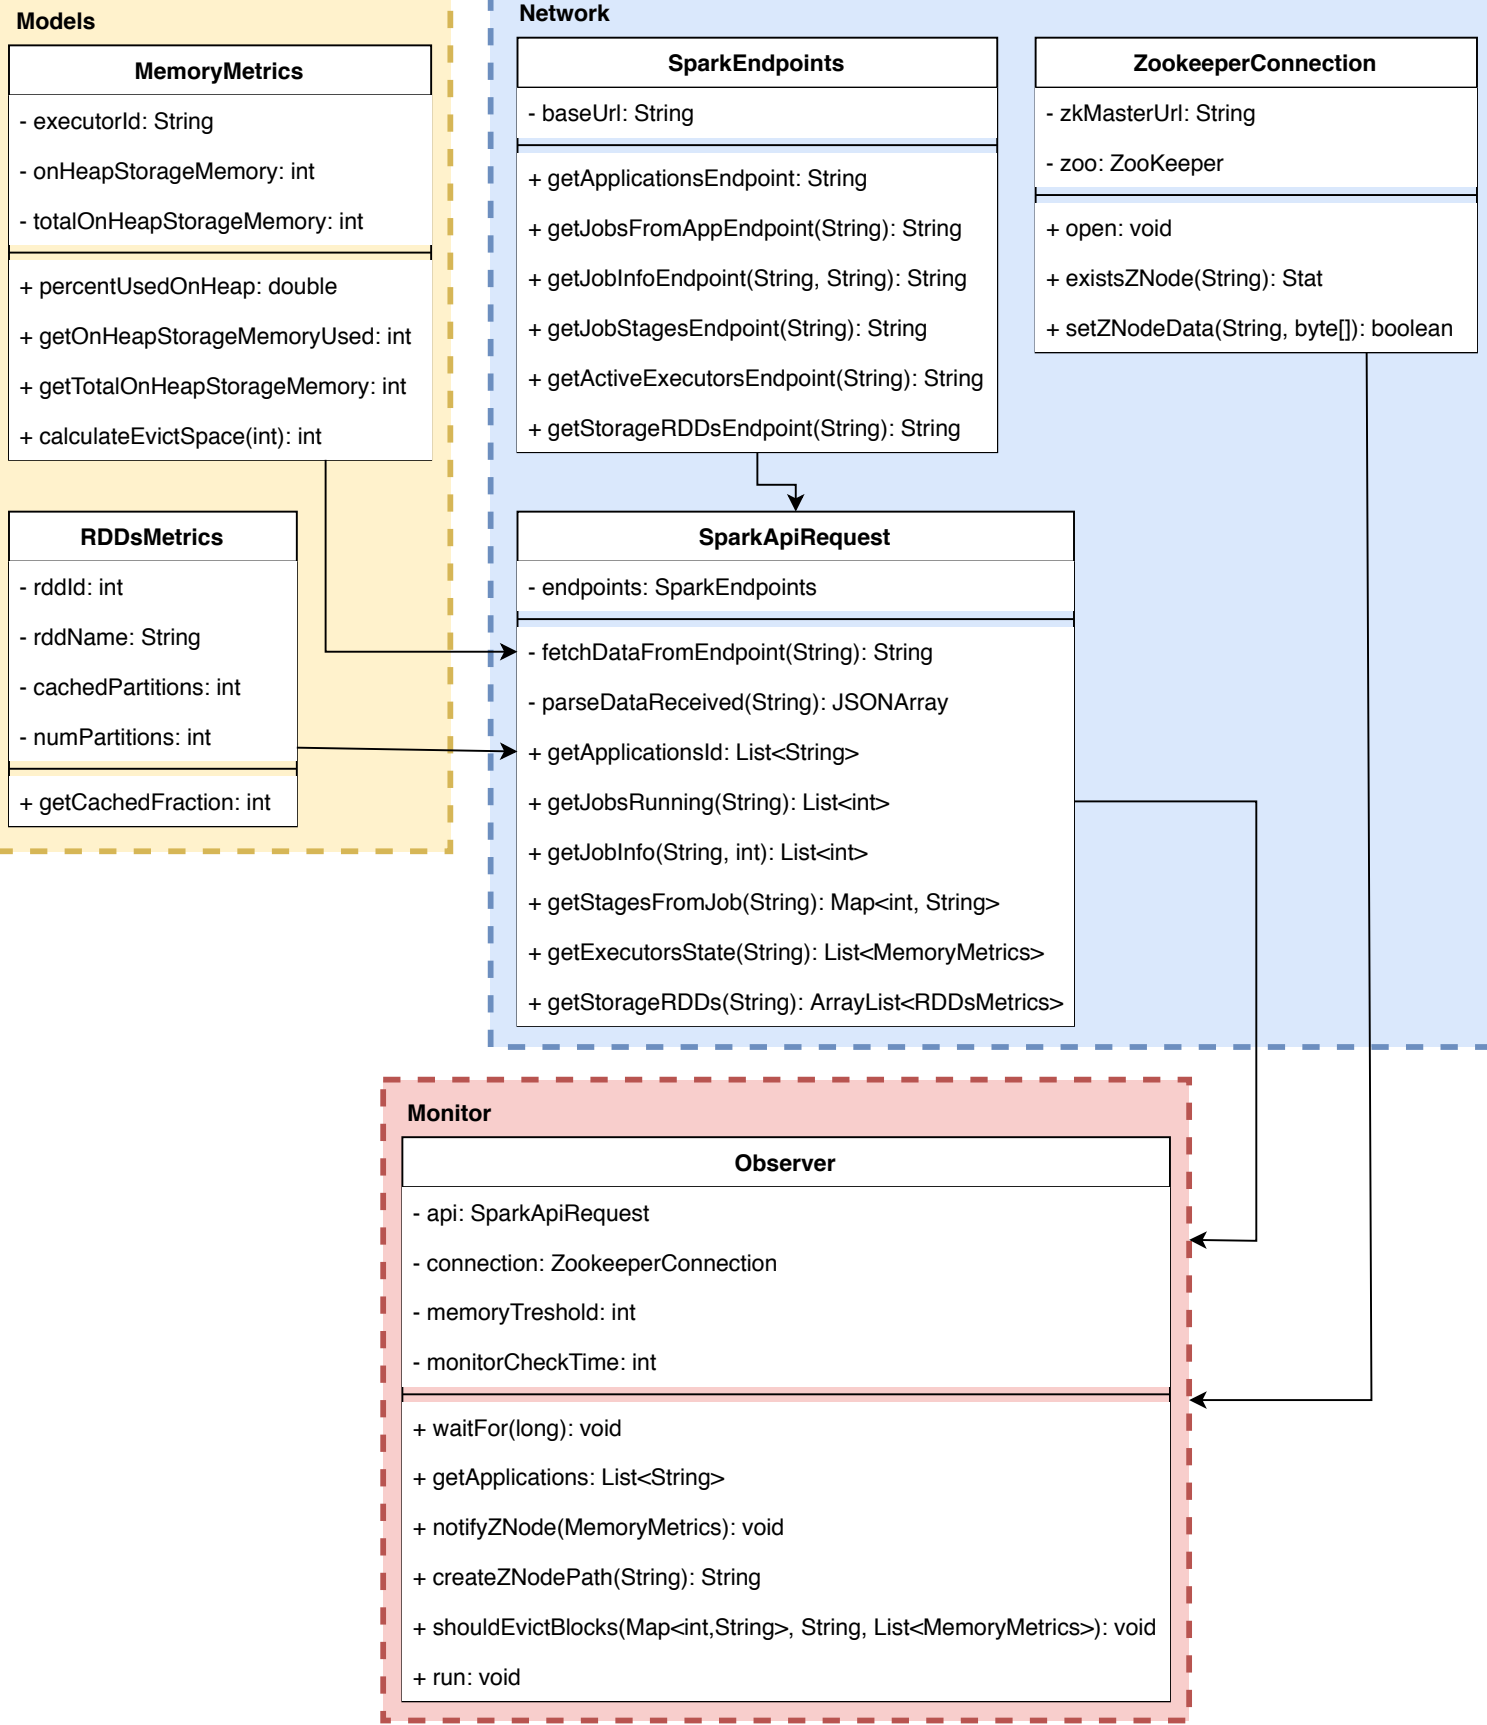 Models
MemoryMetrics
- executorId: String
- onHeapStorageMemory: int
- totalOnHeapStorageMemory: int
+ percentUsedOnHeap: double
+ getOnHeapStorageMemoryUsed: int
+ getTotalOnHeapStorageMemory: int
+ calculateEvictSpace(int): int
RDDsMetrics
- rddId: int
- rddName: String
- cachedPartitions: int
- numPartitions: int
+ getCachedFraction: int
Network
SparkEndpoints
- baseUrl: String
+ getApplicationsEndpoint: String
+ getJobsFromAppEndpoint(String): String
+ getJobInfoEndpoint(String, String): String
+ getJobStagesEndpoint(String): String
+ getActiveExecutorsEndpoint(String): String
+ getStorageRDDsEndpoint(String): String
ZookeeperConnection
- zkMasterUrl: String
- zoo: ZooKeeper
+ open: void
+ existsZNode(String): Stat
+ setZNodeData(String, byte[]): boolean
SparkApiRequest
- endpoints: SparkEndpoints
- fetchDataFromEndpoint(String): String
- parseDataReceived(String): JSONArray
+ getApplicationsId: List<String>
+ getJobsRunning(String): List<int>
+ getJobInfo(String, int): List<int>
+ getStagesFromJob(String): Map<int, String>
+ getExecutorsState(String): List<MemoryMetrics>
+ getStorageRDDs(String): ArrayList<RDDsMetrics>
Monitor
Observer
- api: SparkApiRequest
- connection: ZookeeperConnection
- memoryTreshold: int
- monitorCheckTime: int
+ waitFor(long): void
+ getApplications: List<String>
+ notifyZNode(MemoryMetrics): void
+ createZNodePath(String): String
+ shouldEvictBlocks(Map<int,String>, String, List<MemoryMetrics>): void
+ run: void